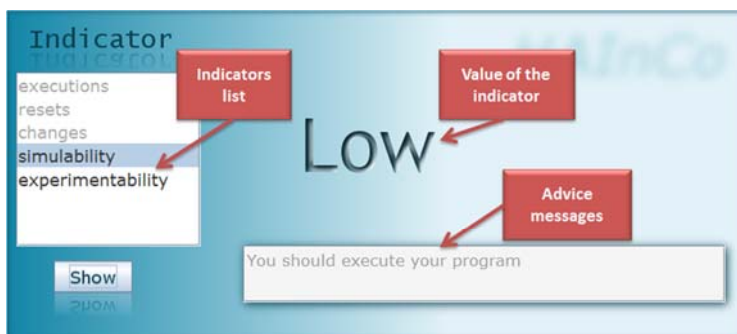 Indicator
executions
resets
changes
simulability
experimentability
Show
Indicators
list
Low
Value of the
indicator
Advice
messages
You should execute your program